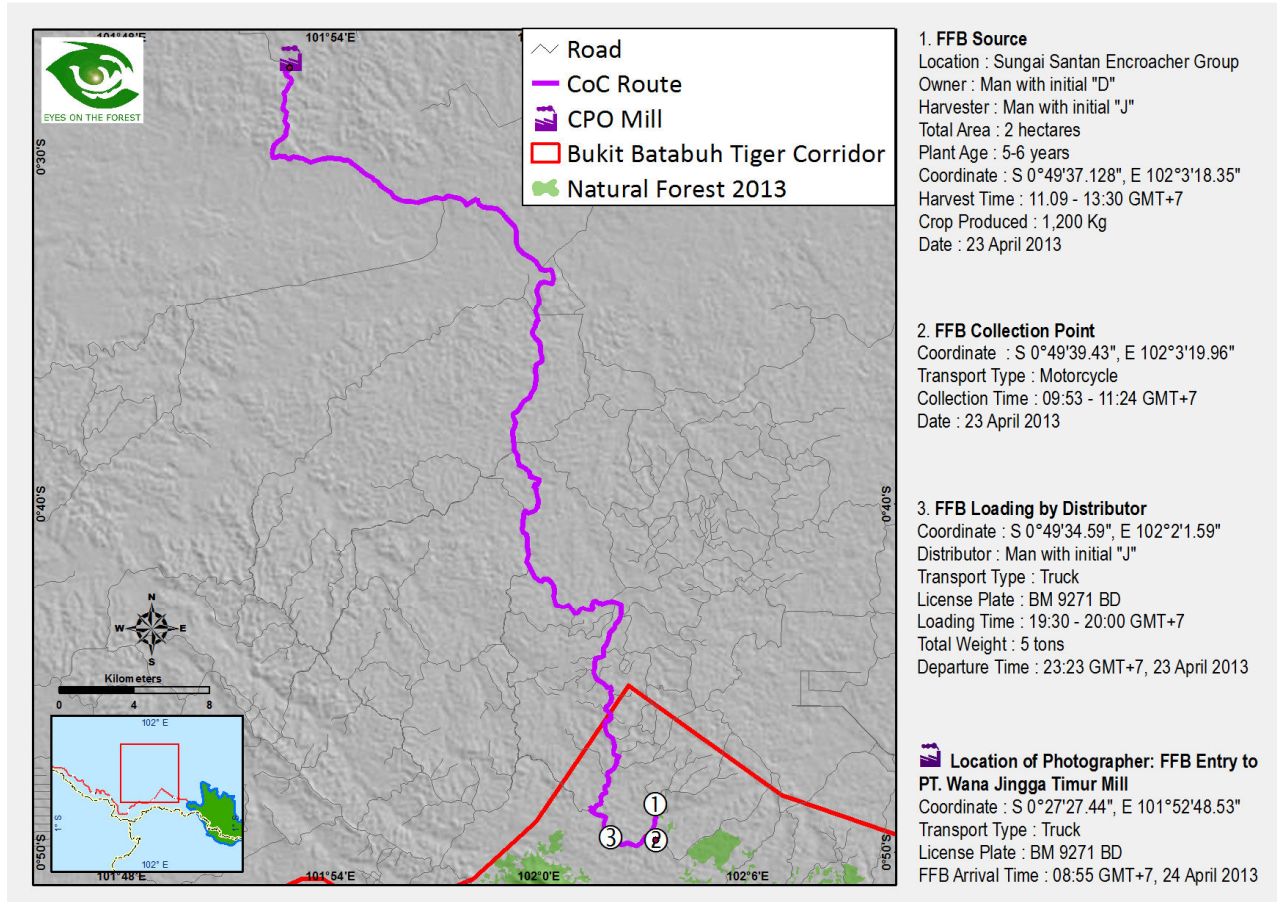 101°48'E
101°54'E
1
EYES ON THE FOREST
Road
CoC Route
CPO Mill
Bukit Batabuh Tiger Corridor
Natural Forest 2013
0°30'S
0°40'S
0°40'S
N
W
E
S
Kilometers
0 4 8
102° E
1° S
1° S
102° E
0°50'S
0°50'S
101°48'E
101°54'E
102°0'E
102°6'E
1
2
3
1. FFB Source
Location : Sungai Santan Encroacher Group
Owner : Man with initial "D"
Harvester : Man with initial "J"
Total Area : 2 hectares
Plant Age : 5-6 years
Coordinate : S 0°49'37.128", E 102°3'18.35"
Harvest Time : 11.09 - 13:30 GMT+7
Crop Produced : 1,200 Kg
Date : 23 April 2013
2. FFB Collection Point
Coordinate : S 0°49'39.43", E 102°3'19.96"
Transport Type : Motorcycle
Collection Time : 09:53 - 11:24 GMT+7
Date : 23 April 2013
3. FFB Loading by Distributor
Coordinate : S 0°49'34.59", E 102°2'1.59"
Distributor : Man with initial "J"
Transport Type : Truck
License Plate : BM 9271 BD
Loading Time : 19:30 - 20:00 GMT+7
Total Weight : 5 tons
Departure Time : 23:23 GMT+7, 23 April 2013
Location of Photographer: FFB Entry to
PT. Wana Jingga Timur Mill
Coordinate : S 0°27'27.44", E 101°52'48.53"
Transport Type : Truck
License Plate : BM 9271 BD
FFB Arrival Time : 08:55 GMT+7, 24 April 2013